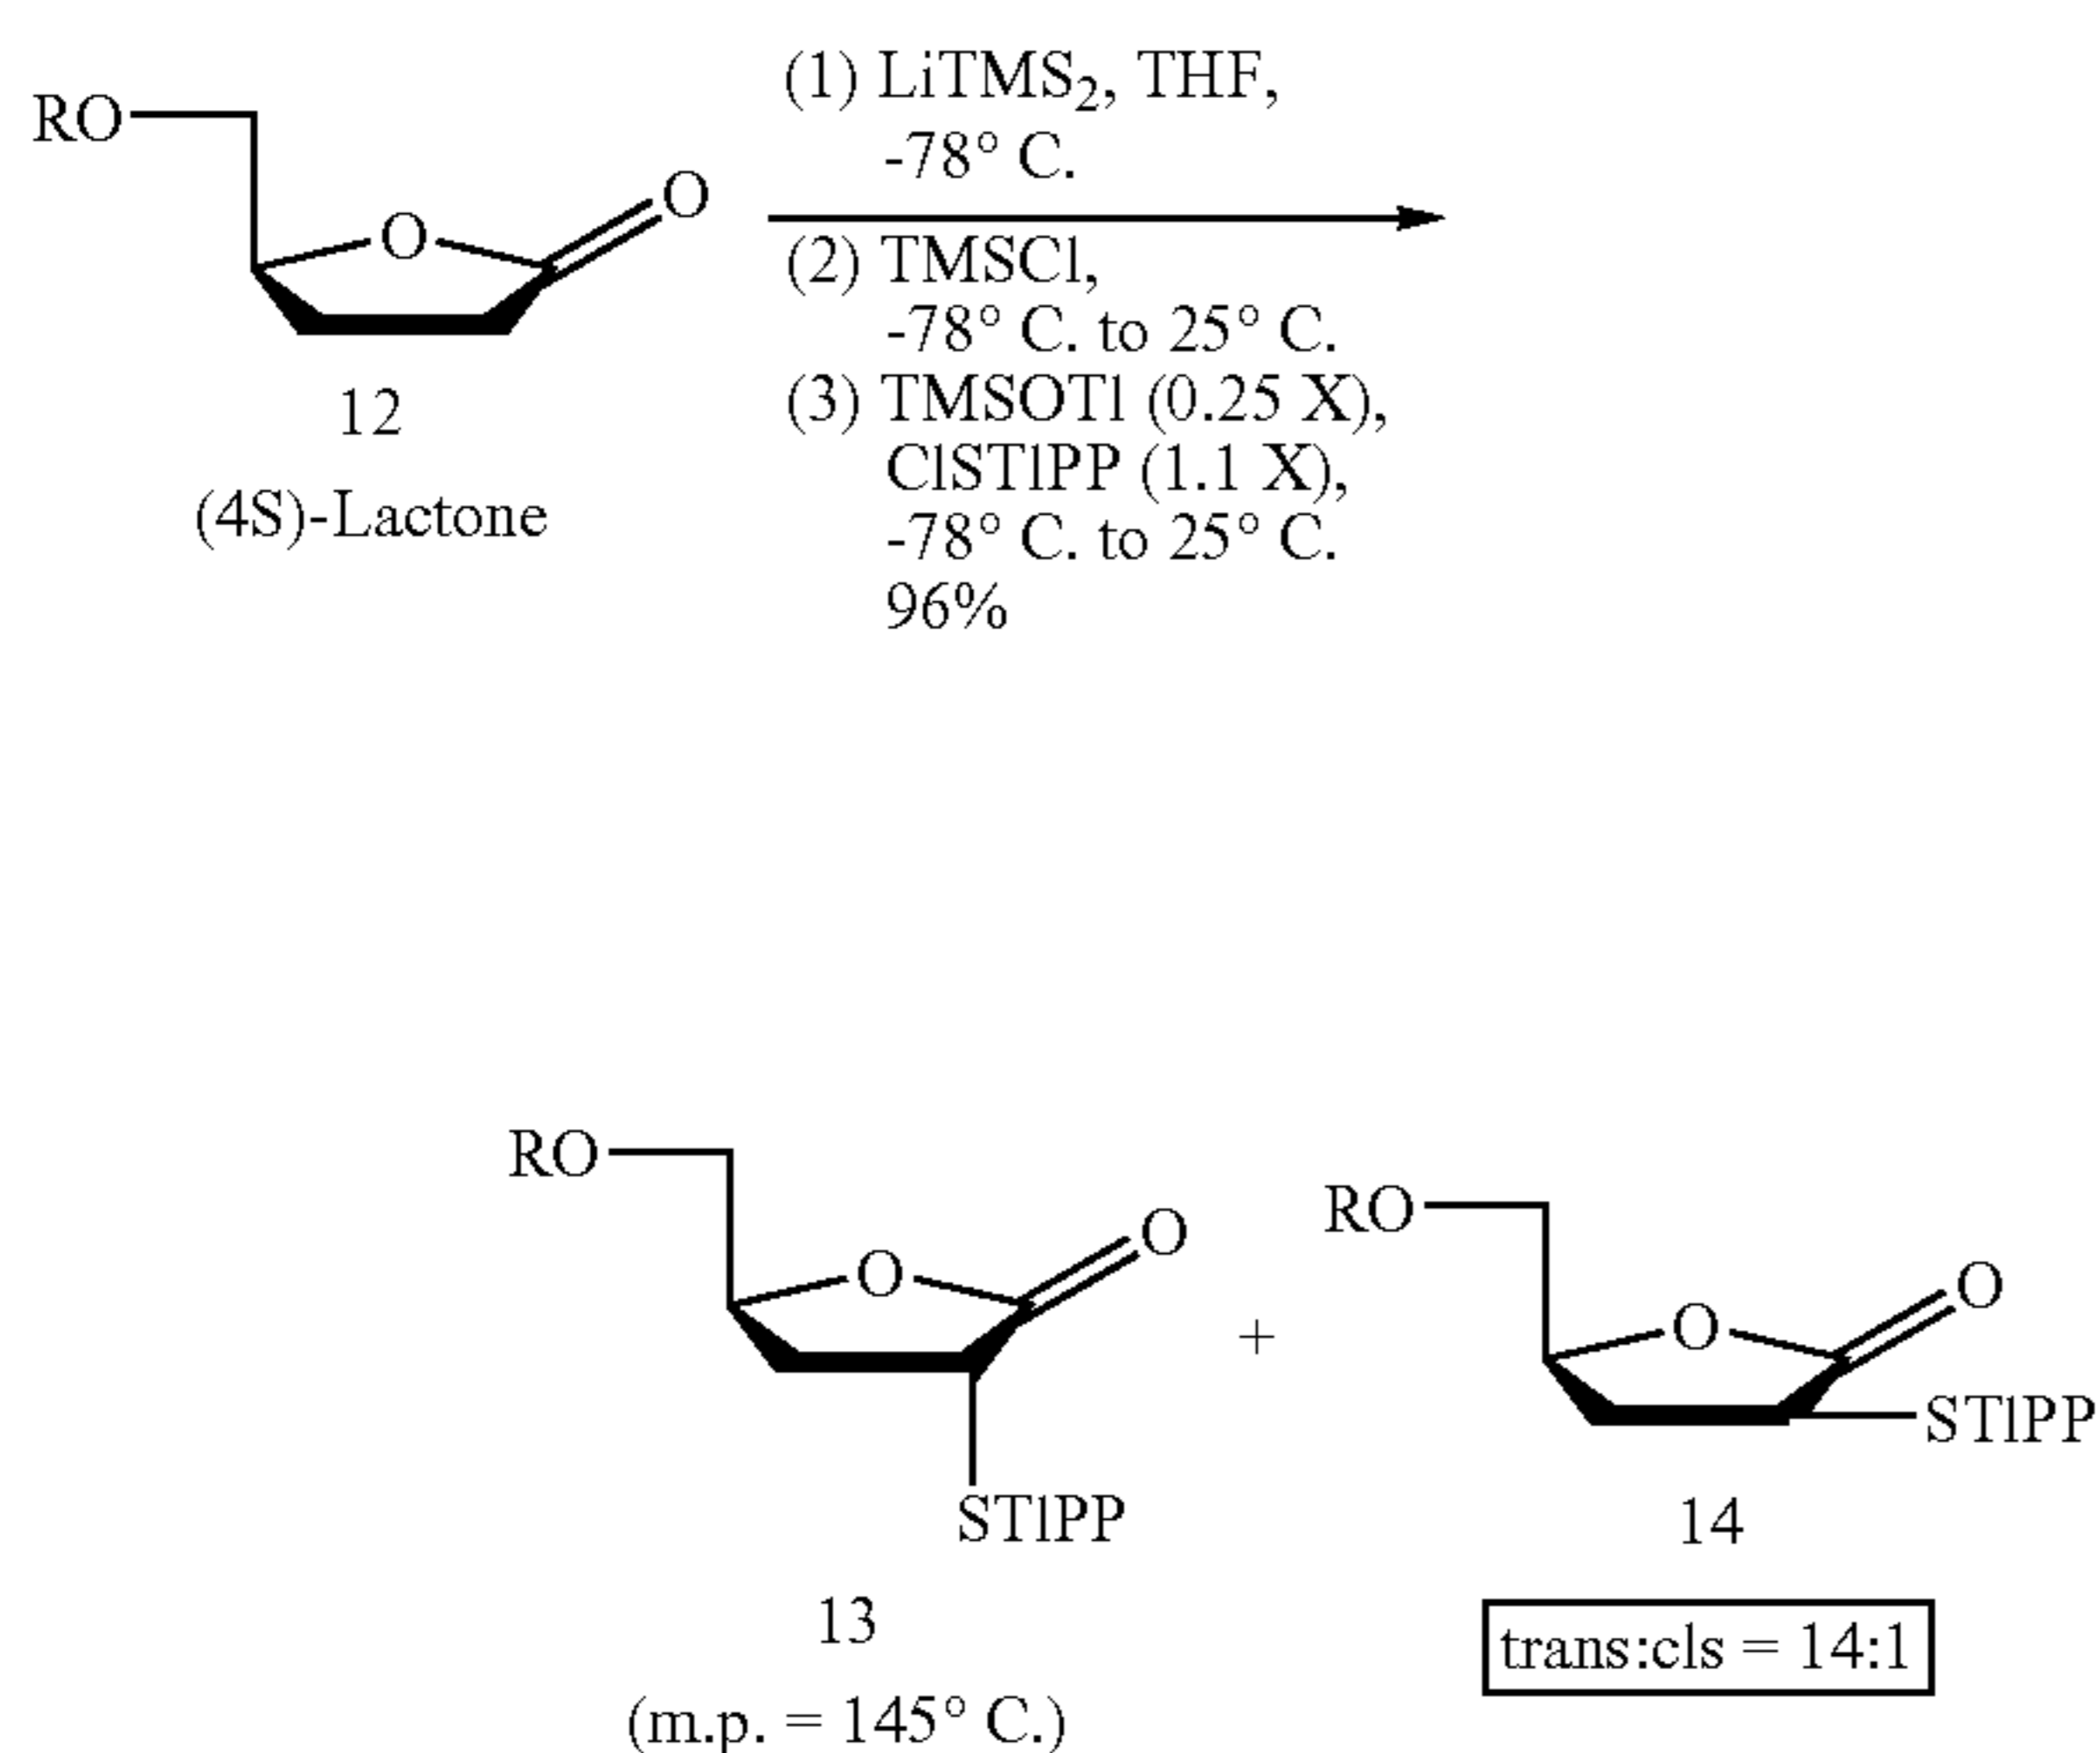 RO
O
O
12
(4S)-Lactone
(1) LiTMS₂, THF,
-78° C.
(2) TMSCl,
-78° C. to 25° C.
(3) TMSOTl (0.25 X),
ClSTlPP (1.1 X),
-78° C. to 25° C.
96%
RO
O
O
STlPP
13
(m.p. = 145° C.)
+
RO
O
O
STlPP
14
trans:cls = 14:1